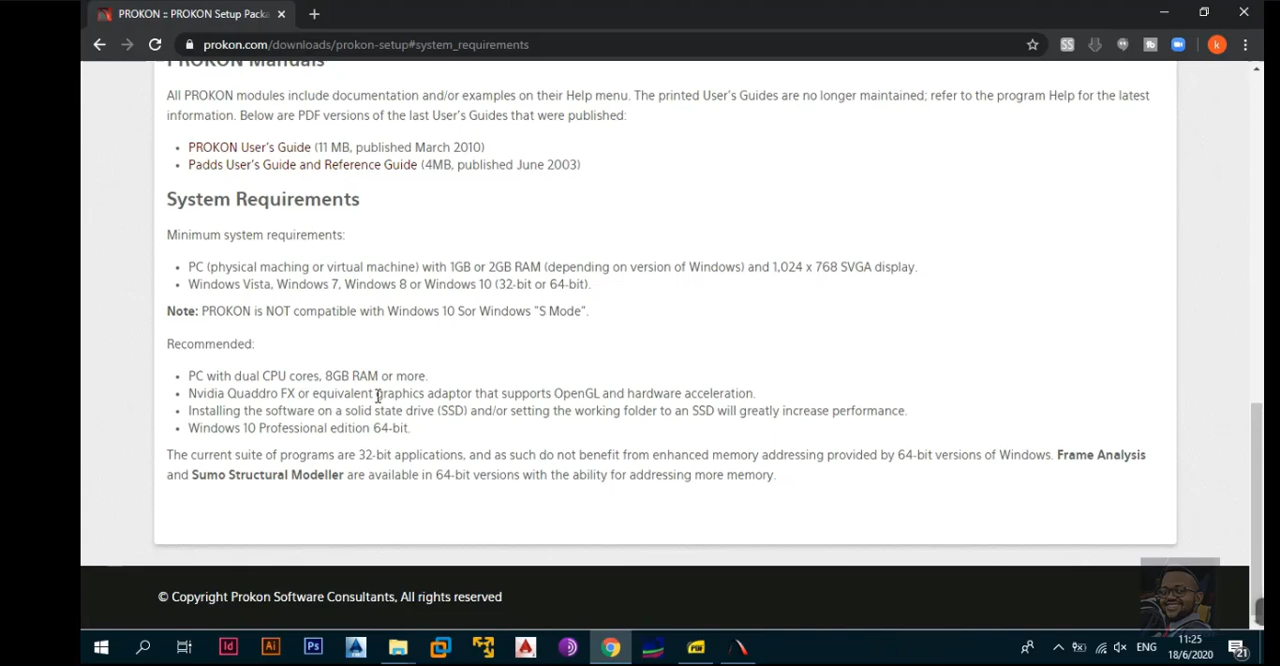 PROKON :: PROKON Setup Packa
prokon.com/downloads/prokon-setup#system_requirements
SS
k
PROKON Manuals
All PROKON modules include documentation and/or examples on their Help menu. The printed User's Guides are no longer maintained; refer to the program Help for the latest
information. Below are PDF versions of the last User's Guides that were published:
• PROKON User's Guide (11 MB, published March 2010)
• Padds User's Guide and Reference Guide (4MB, published June 2003)
System Requirements
Minimum system requirements:
• PC (physical maching or virtual machine) with 1GB or 2GB RAM (depending on version of Windows) and 1,024 x 768 SVGA display.
• Windows Vista, Windows 7, Windows 8 or Windows 10 (32-bit or 64-bit).
Note: PROKON is NOT compatible with Windows 10 Sor Windows "S Mode".
Recommended:
• PC with dual CPU cores, 8GB RAM or more.
• Nvidia Quaddro FX or equivalent graphics adaptor that supports OpenGL and hardware acceleration.
• Installing the software on a solid state drive (SSD) and/or setting the working folder to an SSD will greatly increase performance.
• Windows 10 Professional edition 64-bit.
The current suite of programs are 32-bit applications, and as such do not benefit from enhanced memory addressing provided by 64-bit versions of Windows. Frame Analysis
and Sumo Structural Modeller are available in 64-bit versions with the ability for addressing more memory.
© Copyright Prokon Software Consultants, All rights reserved
Id
Ai
Ps
ENG
11:25
18/6/2020
21